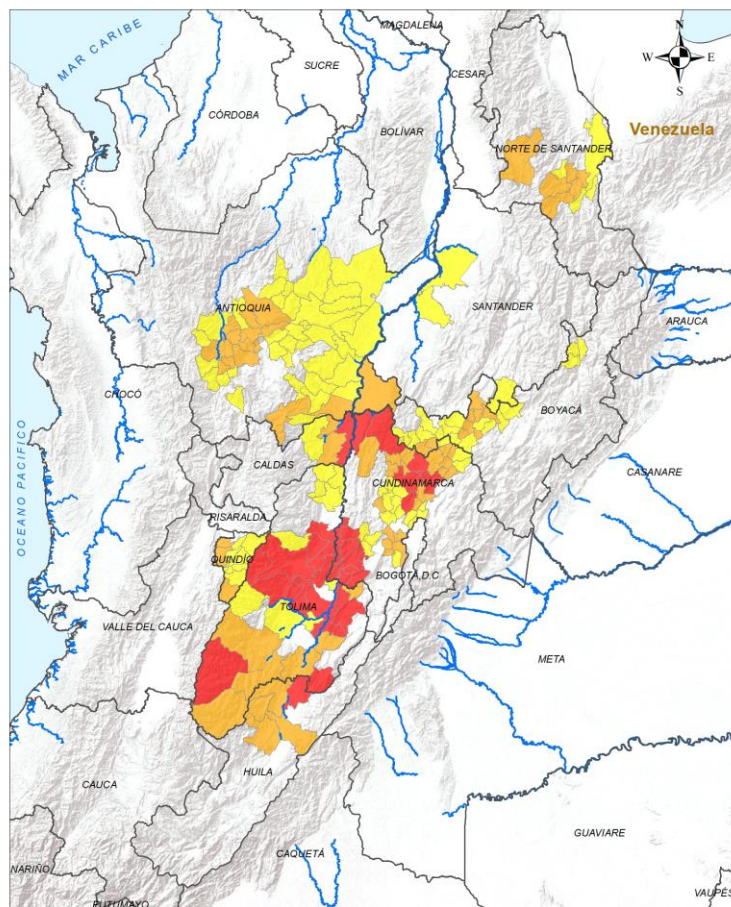 MAGDALENA
N
MAR CARIBE
SUCRE
CESAR
W E
S
CÓRDOBA
BOLÍVAR
Venezuela
NORTE DE SANTANDER
ANTIOQUIA
SANTANDER
ARAUCA
CHOCÓ
BOYACÁ
CALDAS
CASANARE
CUNDINAMARCA
OCEANO PACIFICO
RISARALDA
QUINDÍO
BOGOTÁ, D.C
TOLIMA
VALLE DEL CAUCA
META
HUILA
CAUCA
GUAVIARE
CAQUETÁ
NARIÑO
VAUPÉS
PUTUMAYO